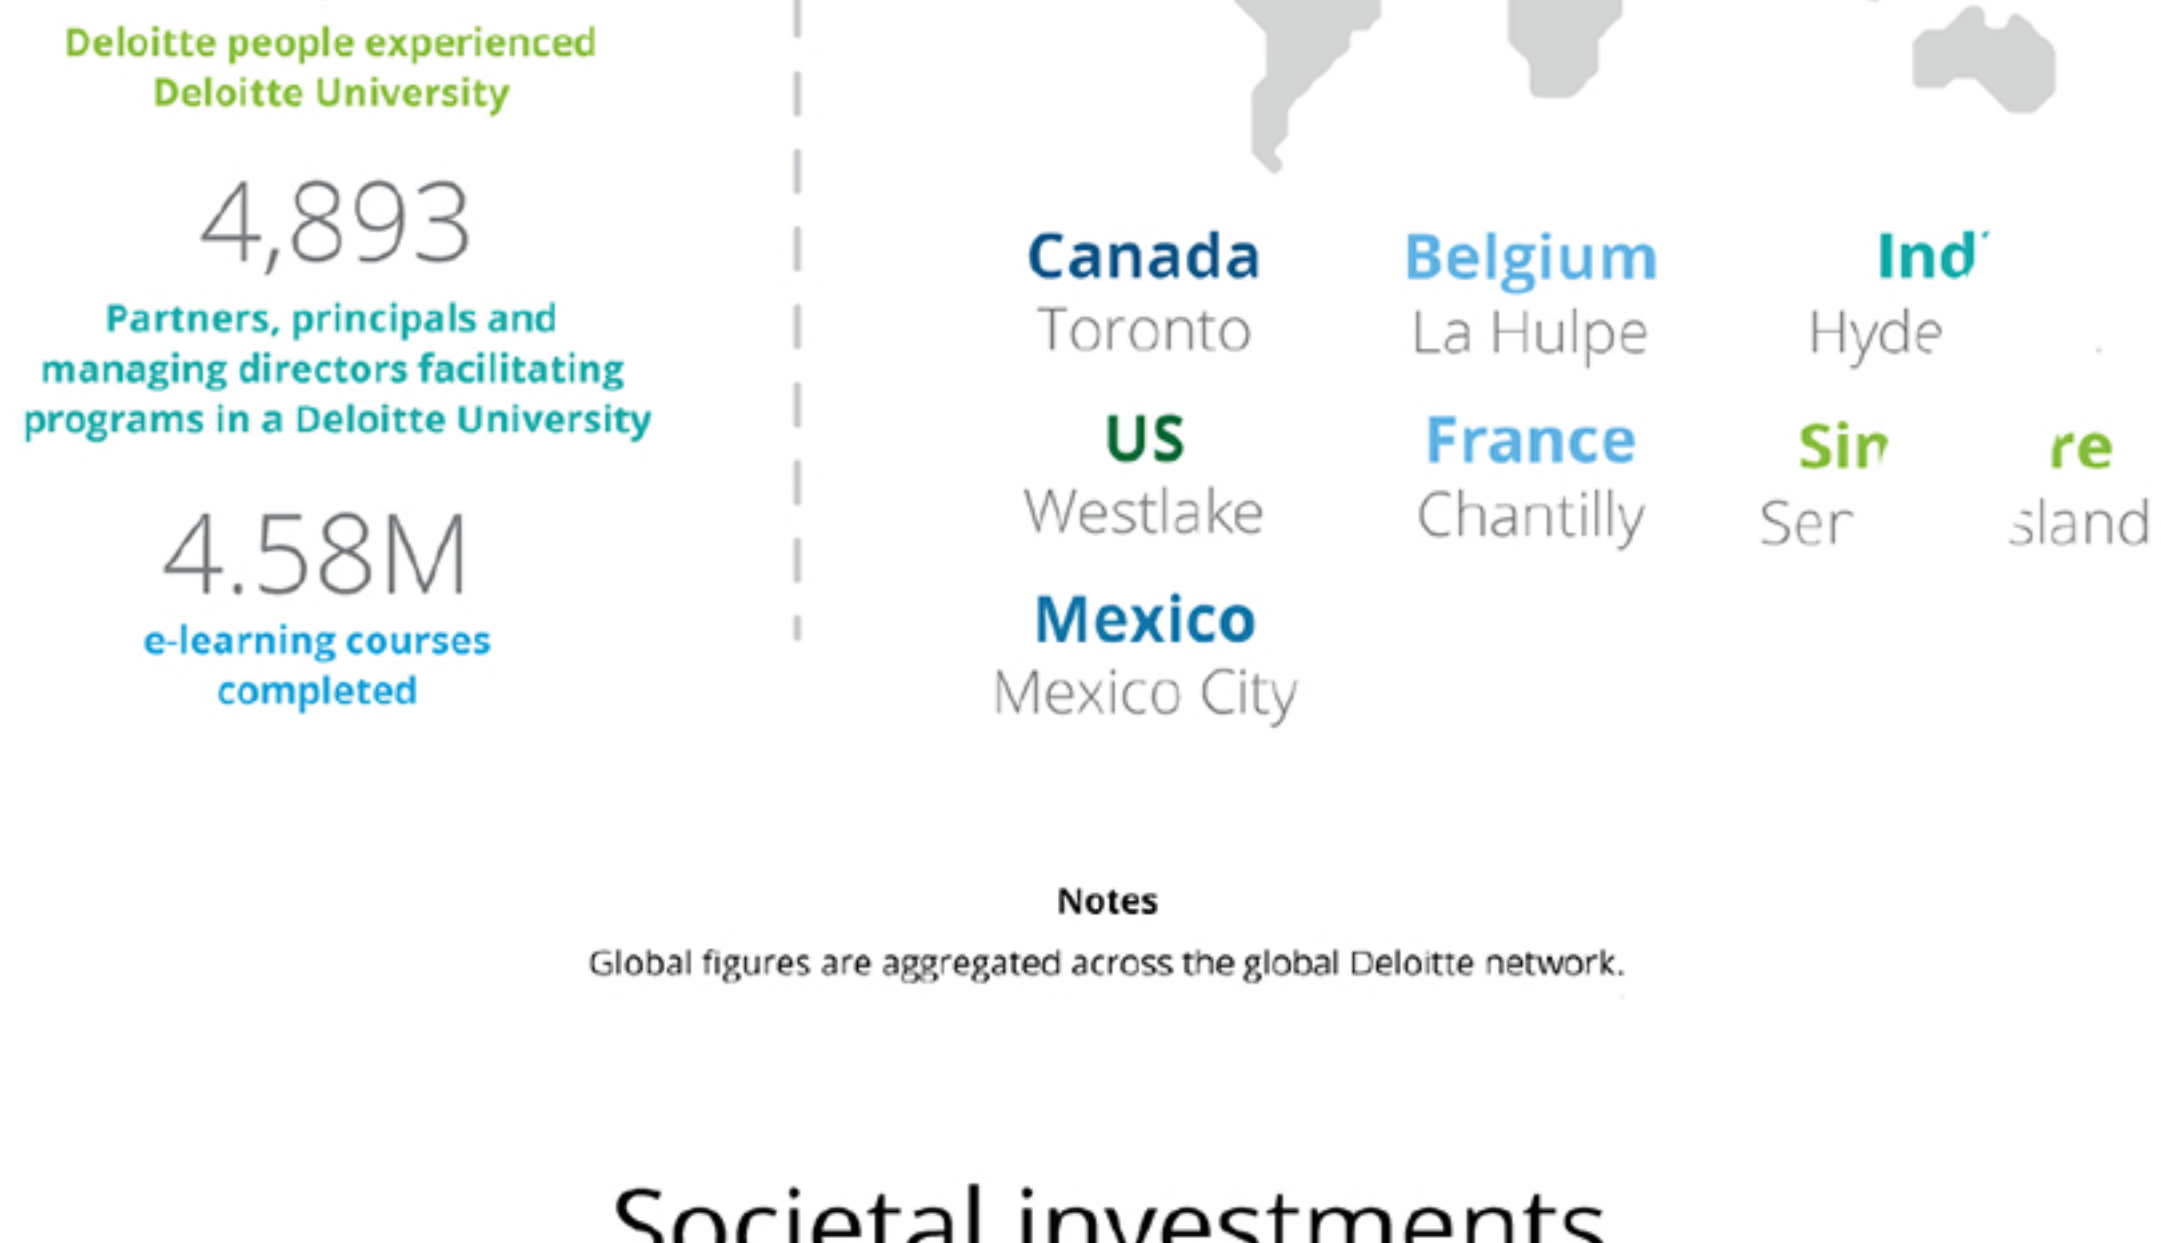 Deloitte people experienced
Deloitte University
4,893
Partners, principals and
managing directors facilitating
programs in a Deloitte University
4.58M
e-learning courses
completed
Canada
Toronto
US
Westlake
Mexico
Mexico City
Belgium
La Hulpe
France
Chantilly
Notes
Global figures are aggregated across the global Deloitte network.
Societal investments